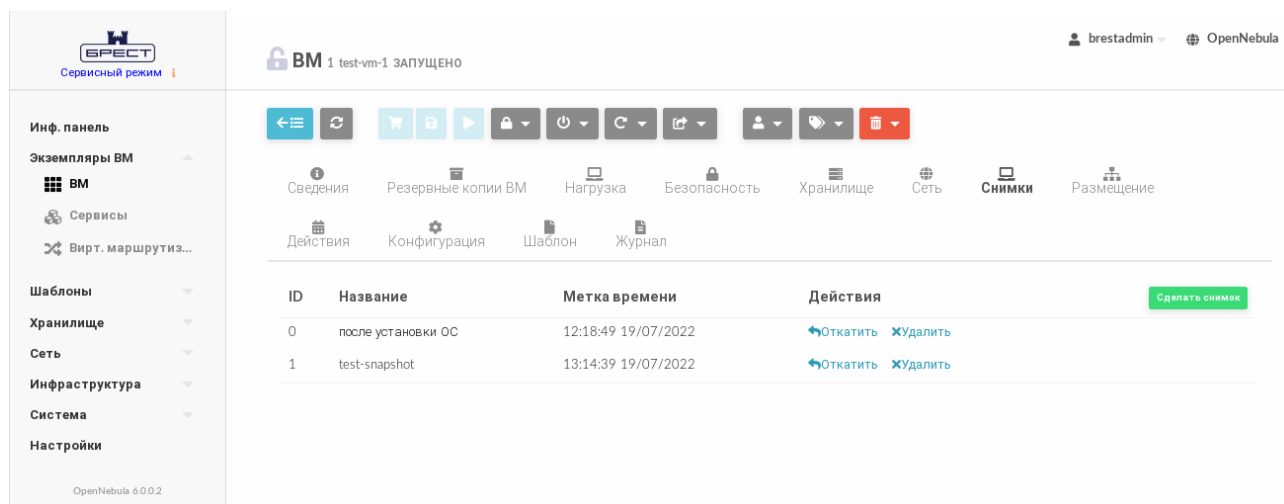 БРЕСТ
Сервисный режим
brestadmin
OpenNebula
ВМ 1 test-vm-1 ЗАПУЩЕНО
Инф. панель
Экземпляры ВМ
ВМ
Сервисы
Вирт. маршрутиз...
Шаблоны
Хранилище
Сеть
Инфраструктура
Система
Настройки
OpenNebula 6.0.0.2
Сведения Резервные копии ВМ Нагрузка Безопасность Хранилище Сеть Снимки Размещение
Действия Конфигурация Шаблон Журнал
ID Название Метка времени Действия Сделать снимок
0 после установки ОС 12:18:49 19/07/2022 Откатить Удалить
1 test-snapshot 13:14:39 19/07/2022 Откатить Удалить